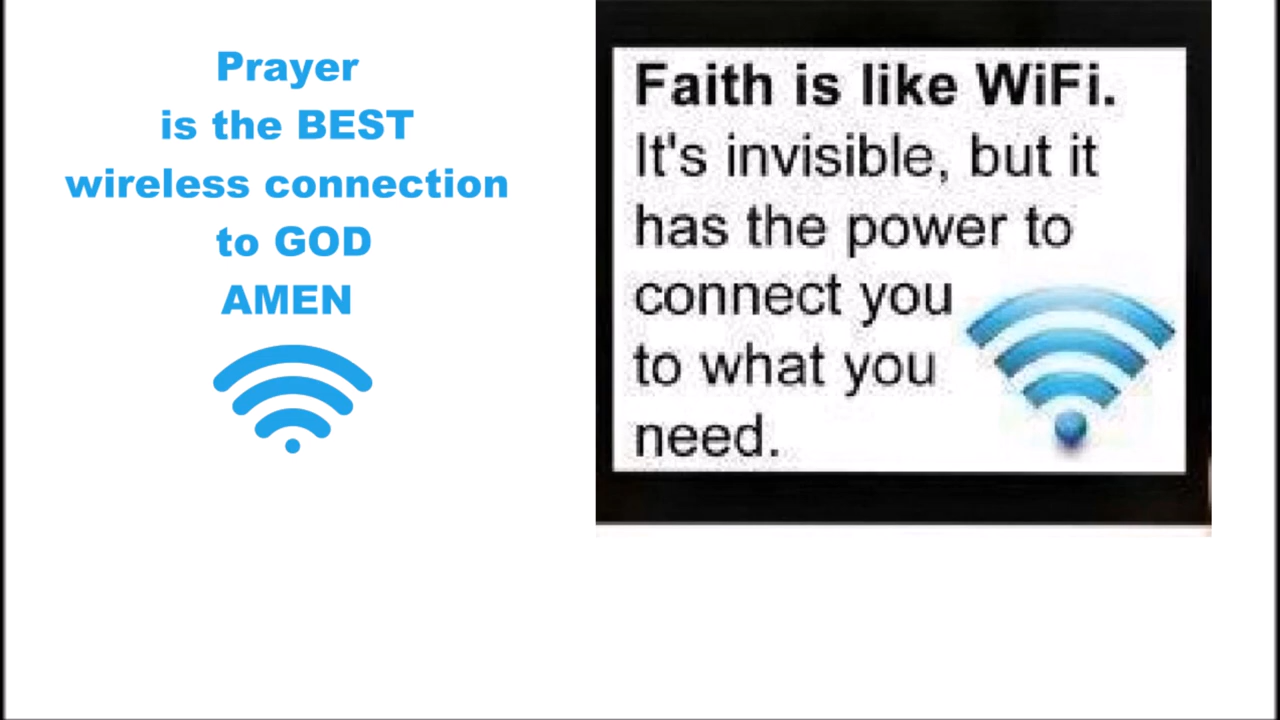 Prayer
is the BEST
wireless connection
to GOD
AMEN
Faith is like WiFi.
It's invisible, but it
has the power to
connect you
to what you
need.